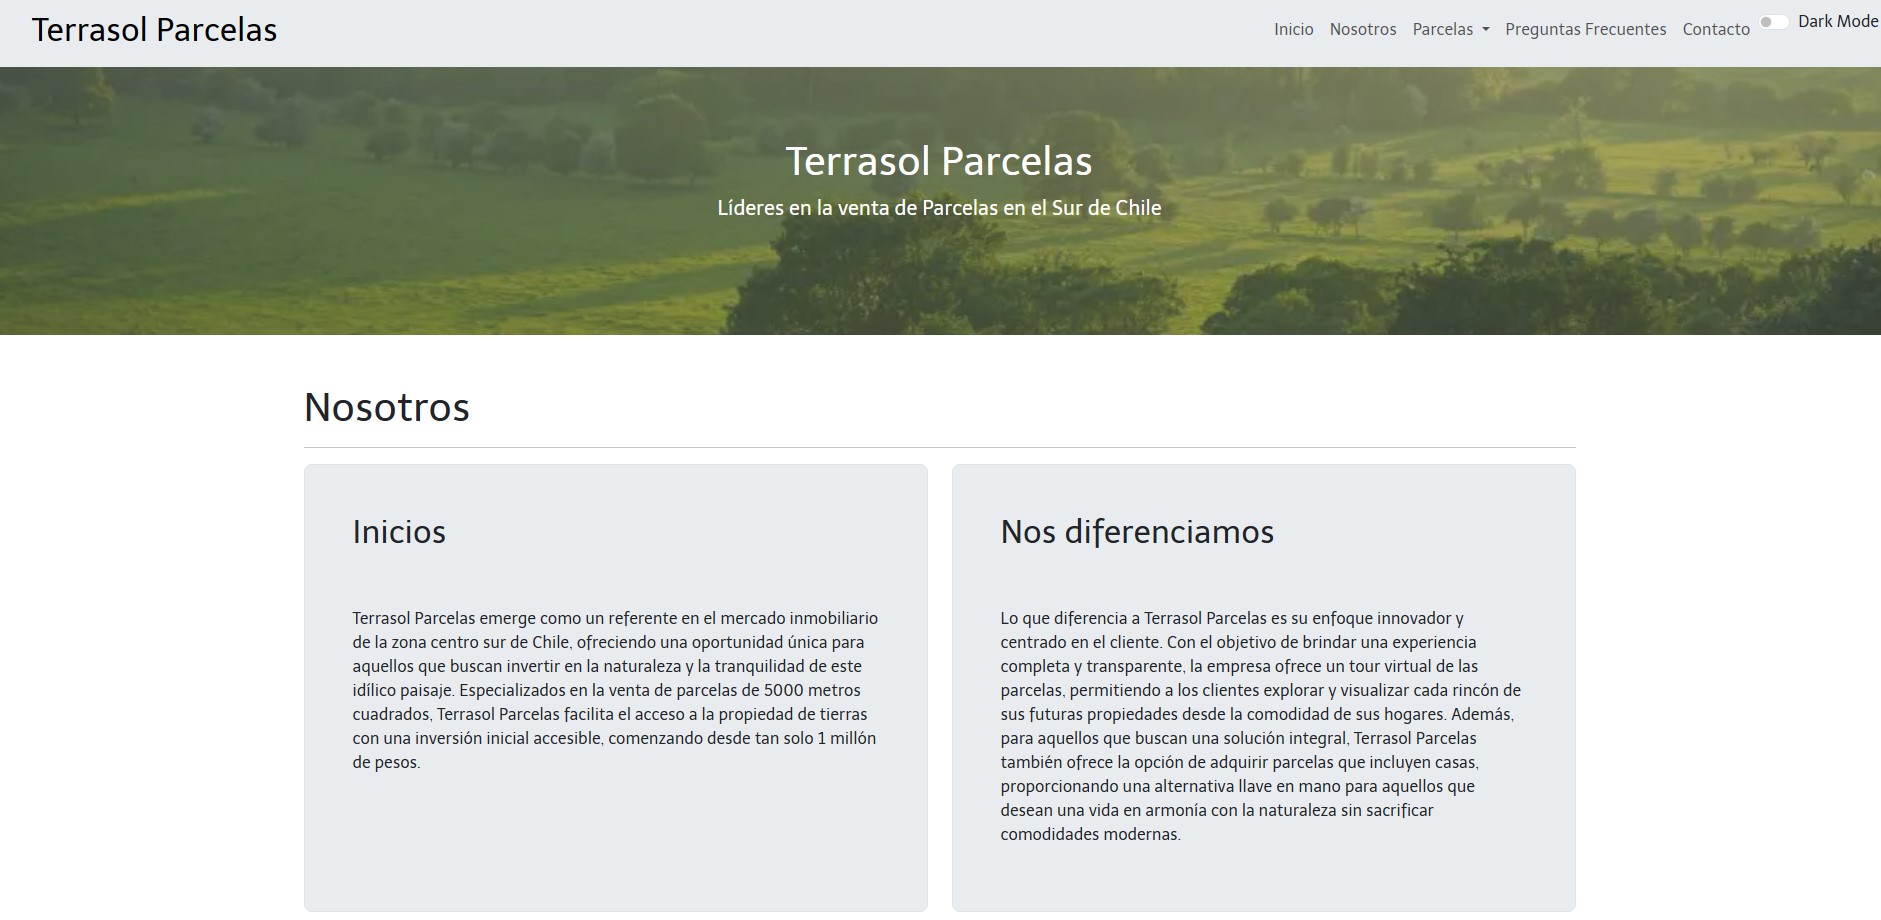 Terrasol Parcelas
Inicio Nosotros Parcelas Preguntas Frecuentes Contacto Dark Mode
Terrasol Parcelas
Líderes en la venta de Parcelas en el Sur de Chile
Nosotros
Inicios
Terrasol Parcelas emerge como un referente en el mercado inmobiliario
de la zona centro sur de Chile, ofreciendo una oportunidad única para
aquellos que buscan invertir en la naturaleza y la tranquilidad de este
idílico paisaje. Especializados en la venta de parcelas de 5000 metros
cuadrados, Terrasol Parcelas facilita el acceso a la propiedad de tierras
con una inversión inicial accesible, comenzando desde tan solo 1 millón
de pesos.
Nos diferenciamos
Lo que diferencia a Terrasol Parcelas es su enfoque innovador y
centrado en el cliente. Con el objetivo de brindar una experiencia
completa y transparente, la empresa ofrece un tour virtual de las
parcelas, permitiendo a los clientes explorar y visualizar cada rincón de
sus futuras propiedades desde la comodidad de sus hogares. Además,
para aquellos que buscan una solución integral, Terrasol Parcelas
también ofrece la opción de adquirir parcelas que incluyen casas,
proporcionando una alternativa llave en mano para aquellos que
desean una vida en armonía con la naturaleza sin sacrificar
comodidades modernas.